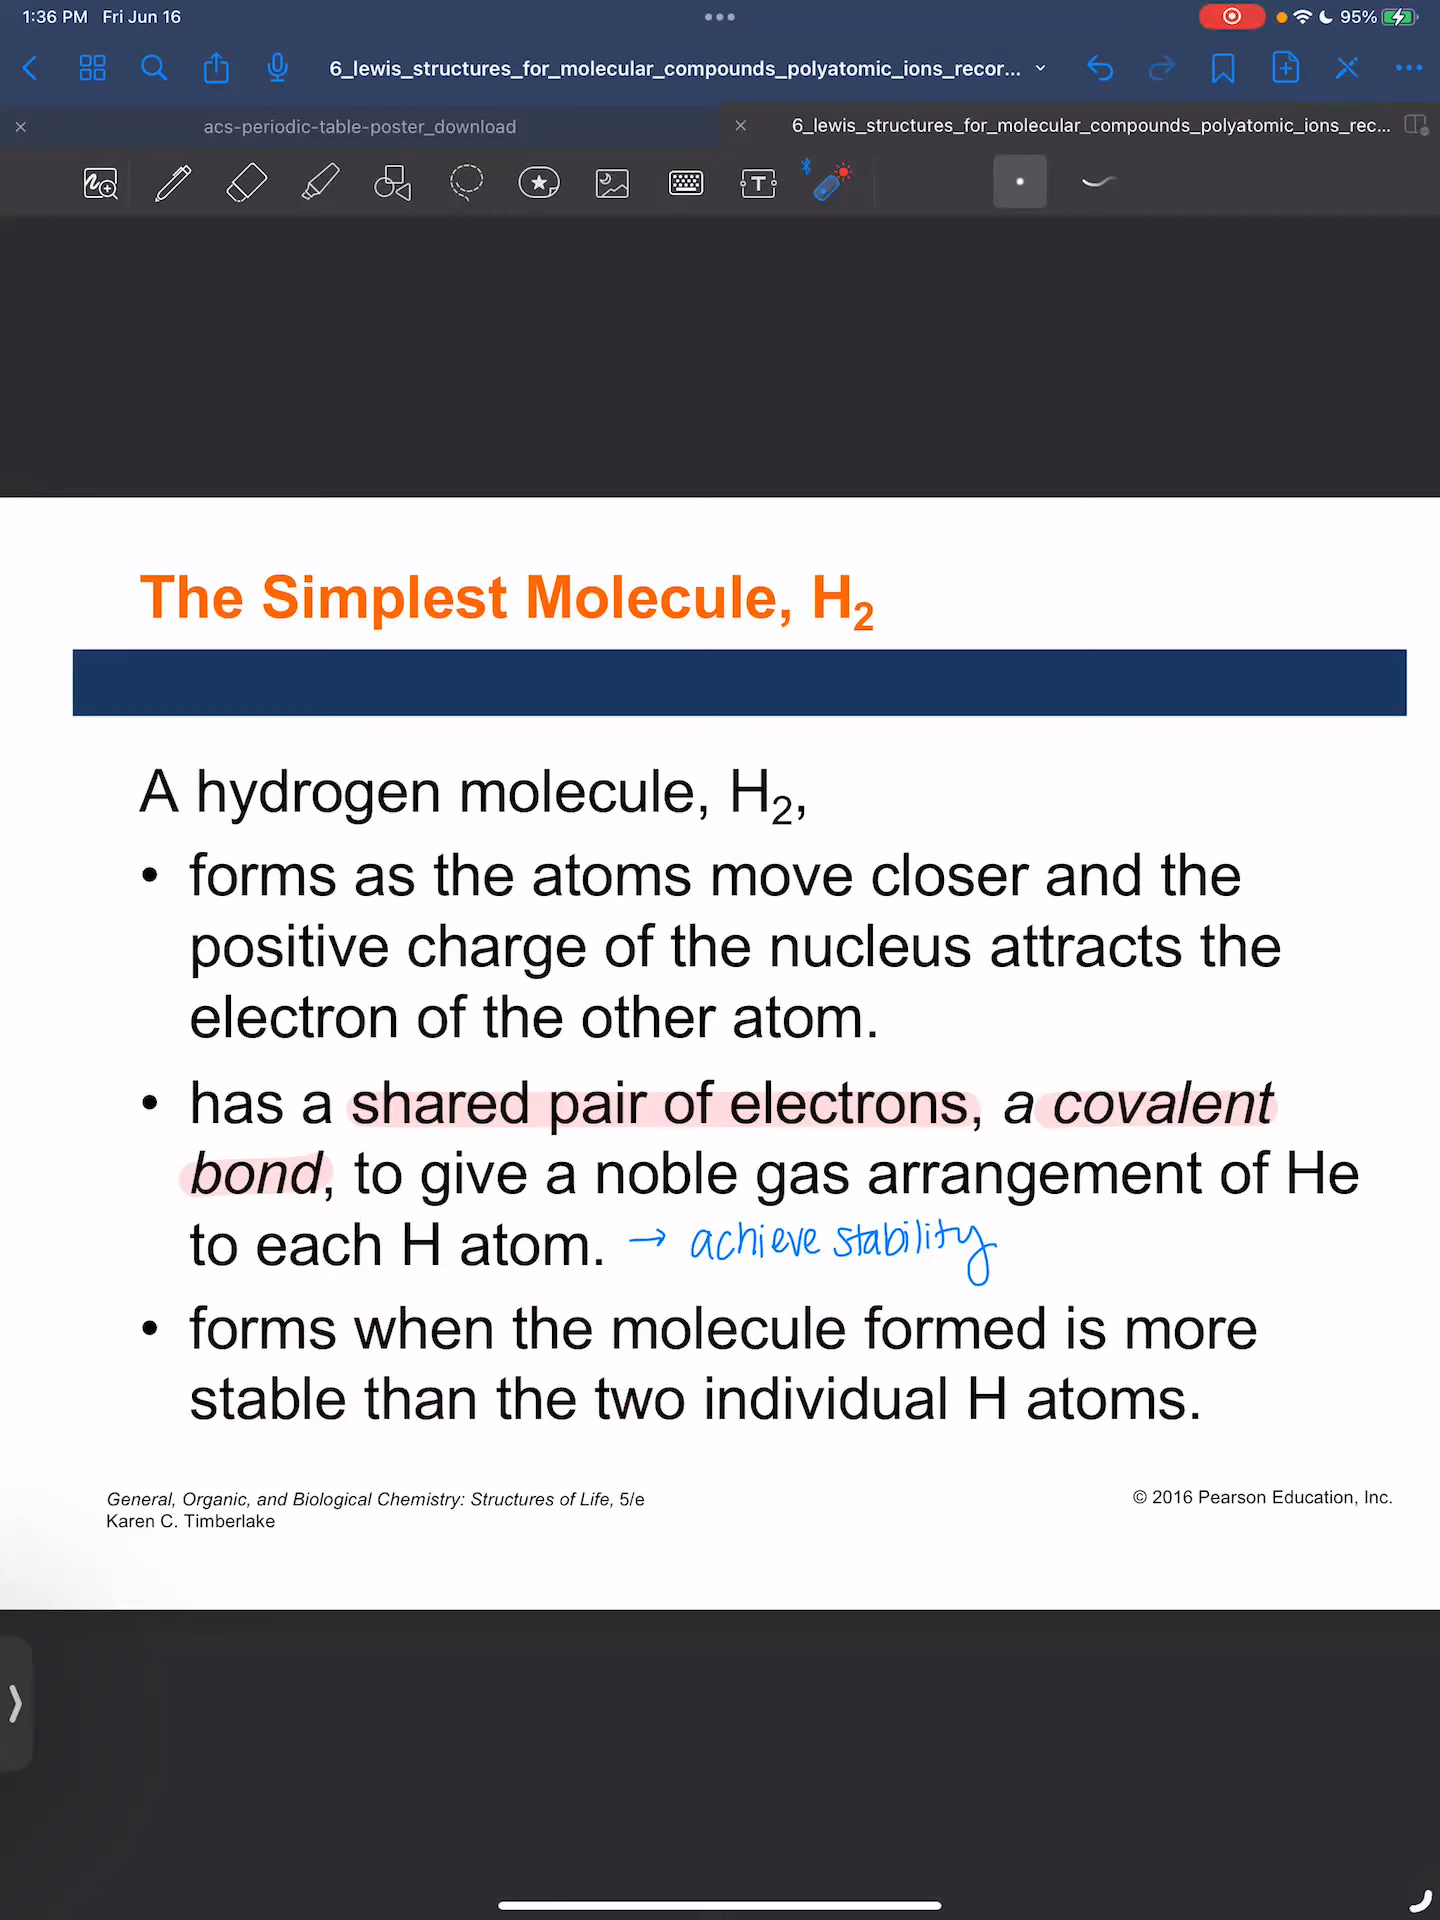 1:36 PM Fri Jun 16
95%
6_lewis_structures_for_molecular_compounds_polyatomic_ions_recor...
acs-periodic-table-poster_download
6_lewis_structures_for_molecular_compounds_polyatomic_ions_rec...
T
The Simplest Molecule, H₂
A hydrogen molecule, H₂,
• forms as the atoms move closer and the
positive charge of the nucleus attracts the
electron of the other atom.
• has a shared pair of electrons, a covalent
bond, to give a noble gas arrangement of He
to each H atom. → achieve stability
• forms when the molecule formed is more
stable than the two individual H atoms.
General, Organic, and Biological Chemistry: Structures of Life, 5/e
Karen C. Timberlake
© 2016 Pearson Education, Inc.